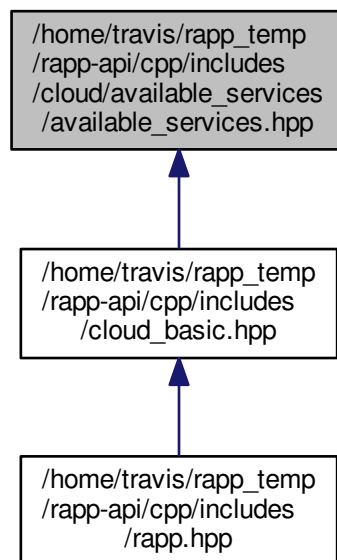 /home/travis/rapp_temp
/rapp-api/cpp/includes
/cloud/available_services
/available_services.hpp
/home/travis/rapp_temp
/rapp-api/cpp/includes
/cloud_basic.hpp
/home/travis/rapp_temp
/rapp-api/cpp/includes
/rapp.hpp